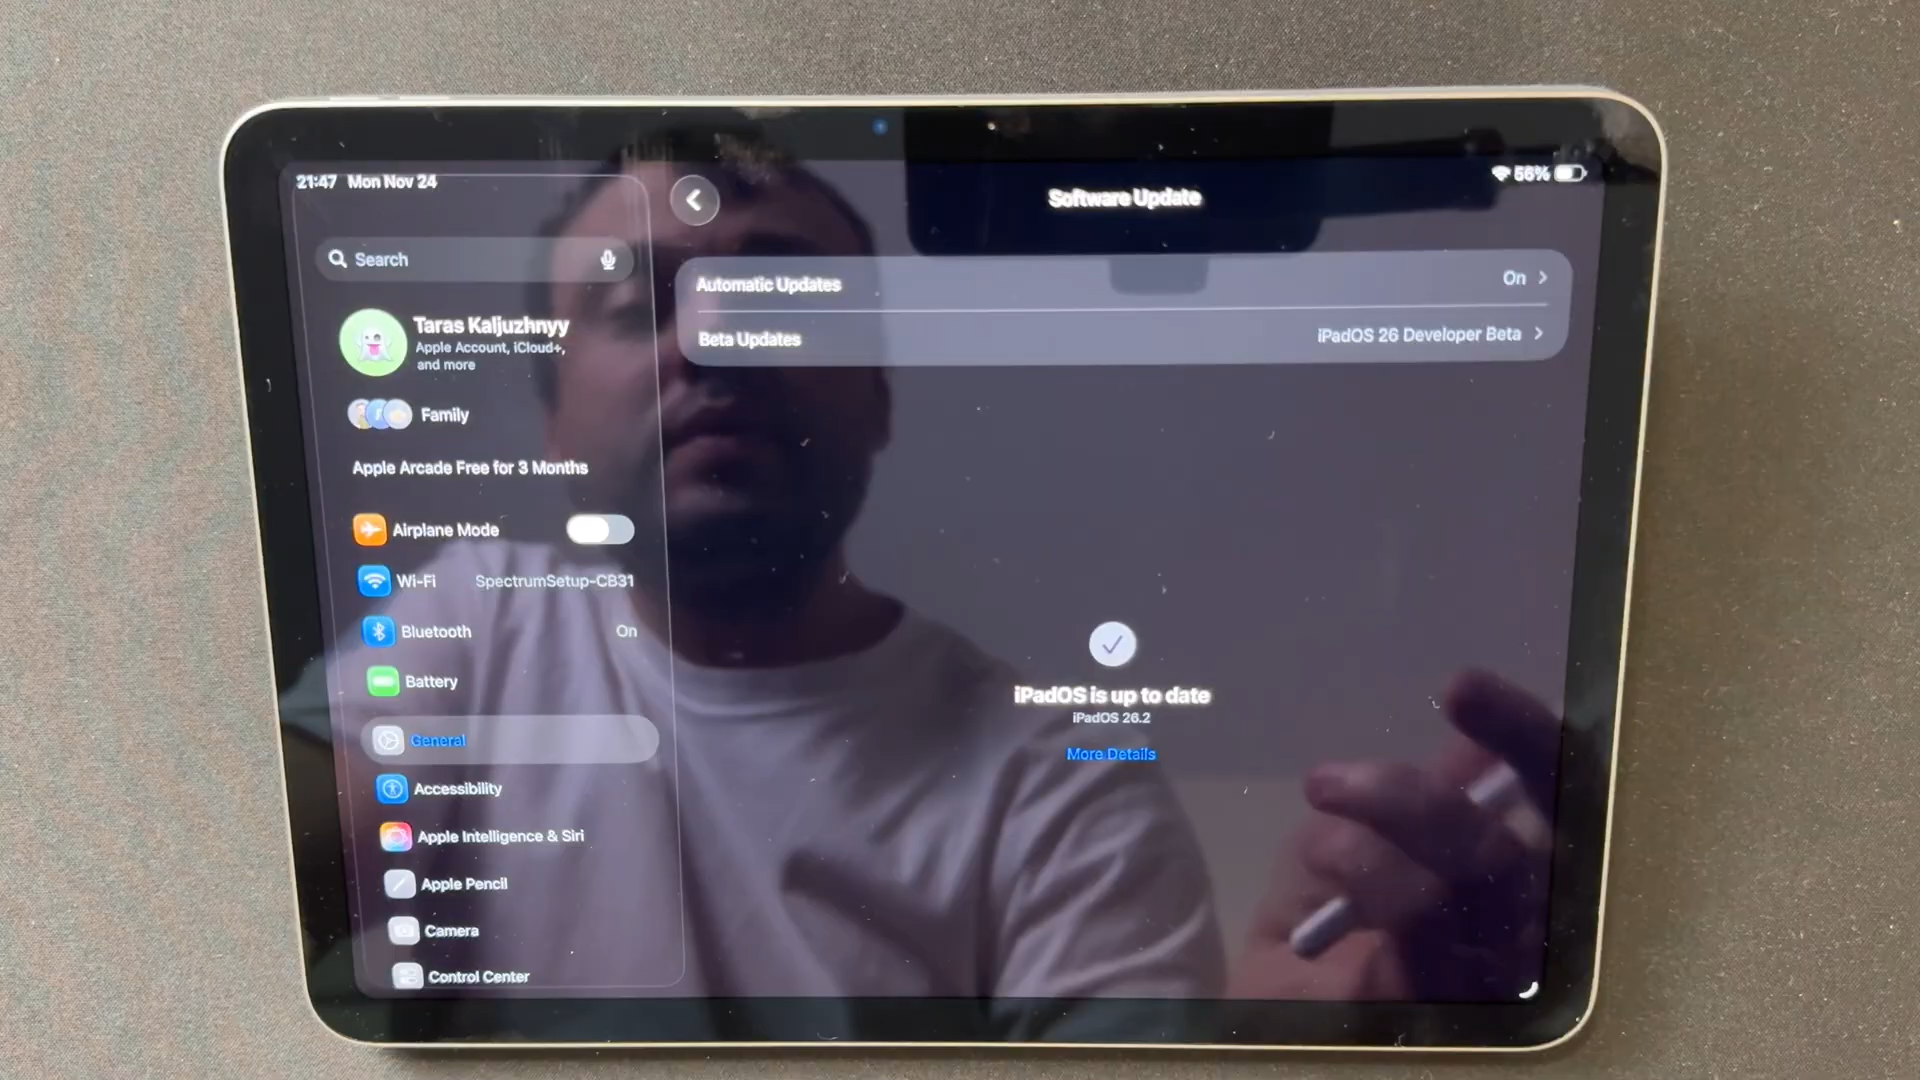 21:47 Mon Nov 24
56%
Search
Taras Kaljuzhnyy
Apple Account, iCloud+,
and more
Family
Apple Arcade Free for 3 Months
Airplane Mode
Wi-Fi SpectrumSetup-CB31
Bluetooth On
Battery
General
Accessibility
Apple Intelligence & Siri
Apple Pencil
Camera
Control Center
Software Update
Automatic Updates On
Beta Updates iPadOS 26 Developer Beta
iPadOS is up to date
iPadOS 26.2
More Details